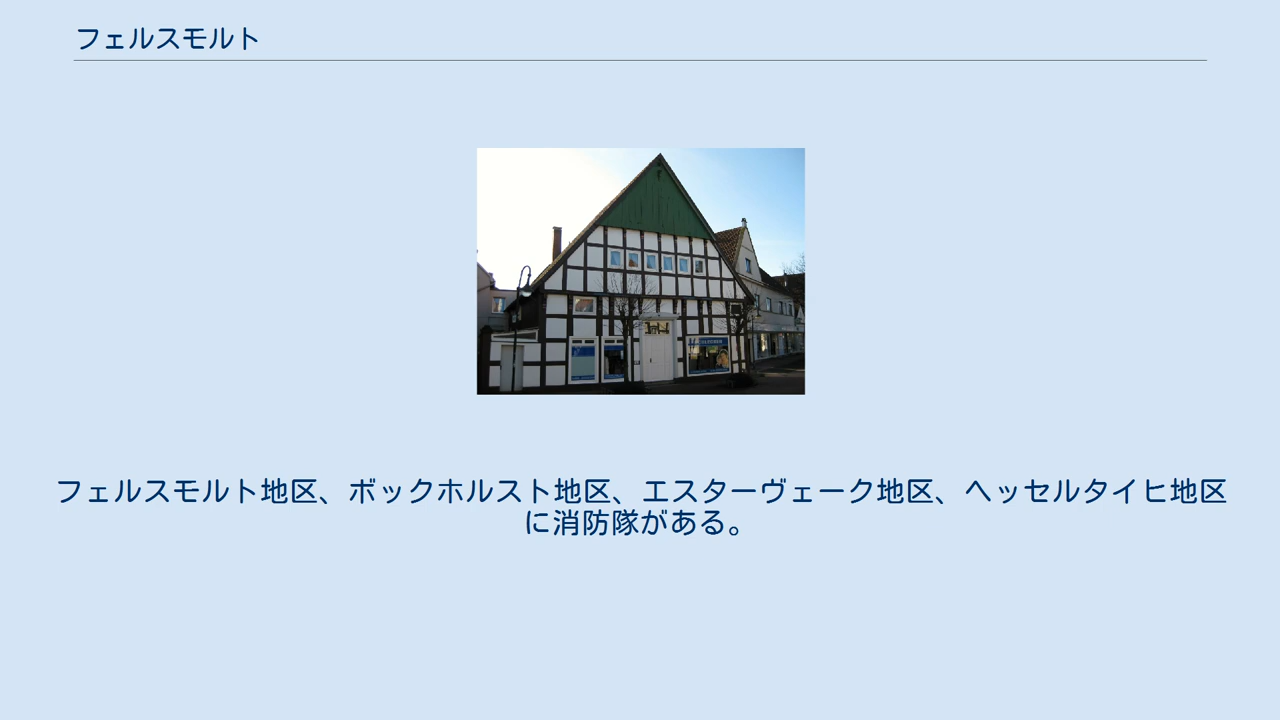 フェルスモルト
フェルスモルト地区、ボックホルスト地区、エスターヴェーク地区、ヘッセルタイヒ地区
に消防隊がある。